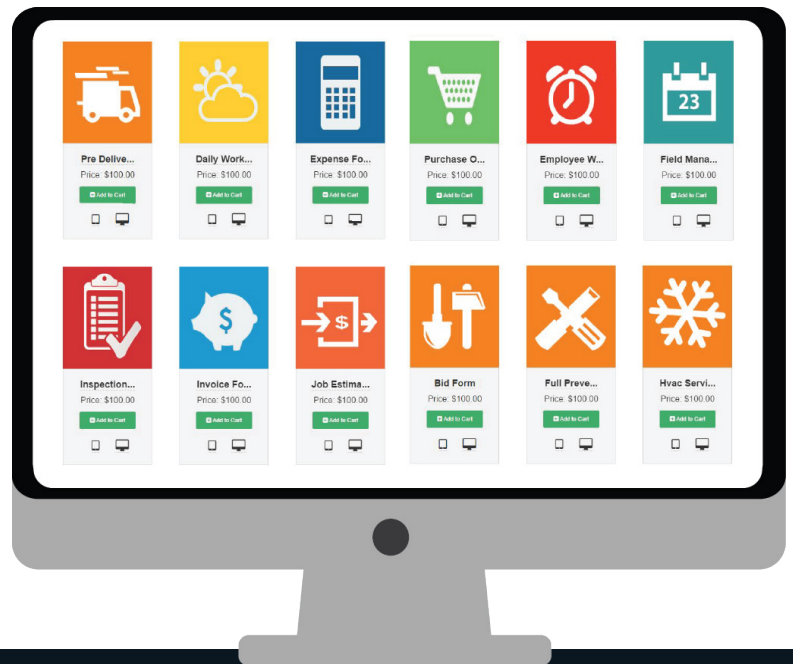 23
Pre Delive...
Daily Work...
Expense Fo...
Purchase O...
Employee W...
Field Mana...
Price: $100.00
Price: $100.00
Price: $100.00
Price: $100.00
Price: $100.00
Price: $100.00
Add to Cart
Add to Cart
Add to Cart
Add to Cart
Add to Cart
Add to Cart
$
$
Inspection...
Invoice Fo...
Job Estima...
Bid Form
Full Preve...
Hvac Servi...
Price: $100.00
Price: $100.00
Price: $100.00
Price: $100.00
Price: $100.00
Price: $100.00
Add to Cart
Add to Cart
Add to Cart
Add to Cart
Add to Cart
Add to Cart